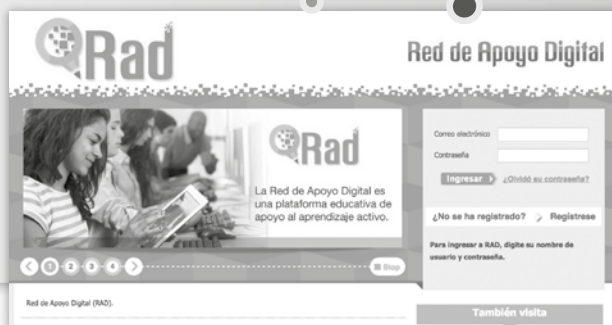 Rad
Red de Apoyo Digital
Rad
La Red de Apoyo Digital es
una plataforma educativa de
apoyo al aprendizaje activo.
Correo electrónico
Contraseña
Ingresar
¿Olvidó su contraseña?
¿No se ha registrado?
Regístrese
Para ingresar a RAD, digite su nombre de
usuario y contraseña.
1 2 3 4
Stop
Red de Apoyo Digital (RAD).
También visita